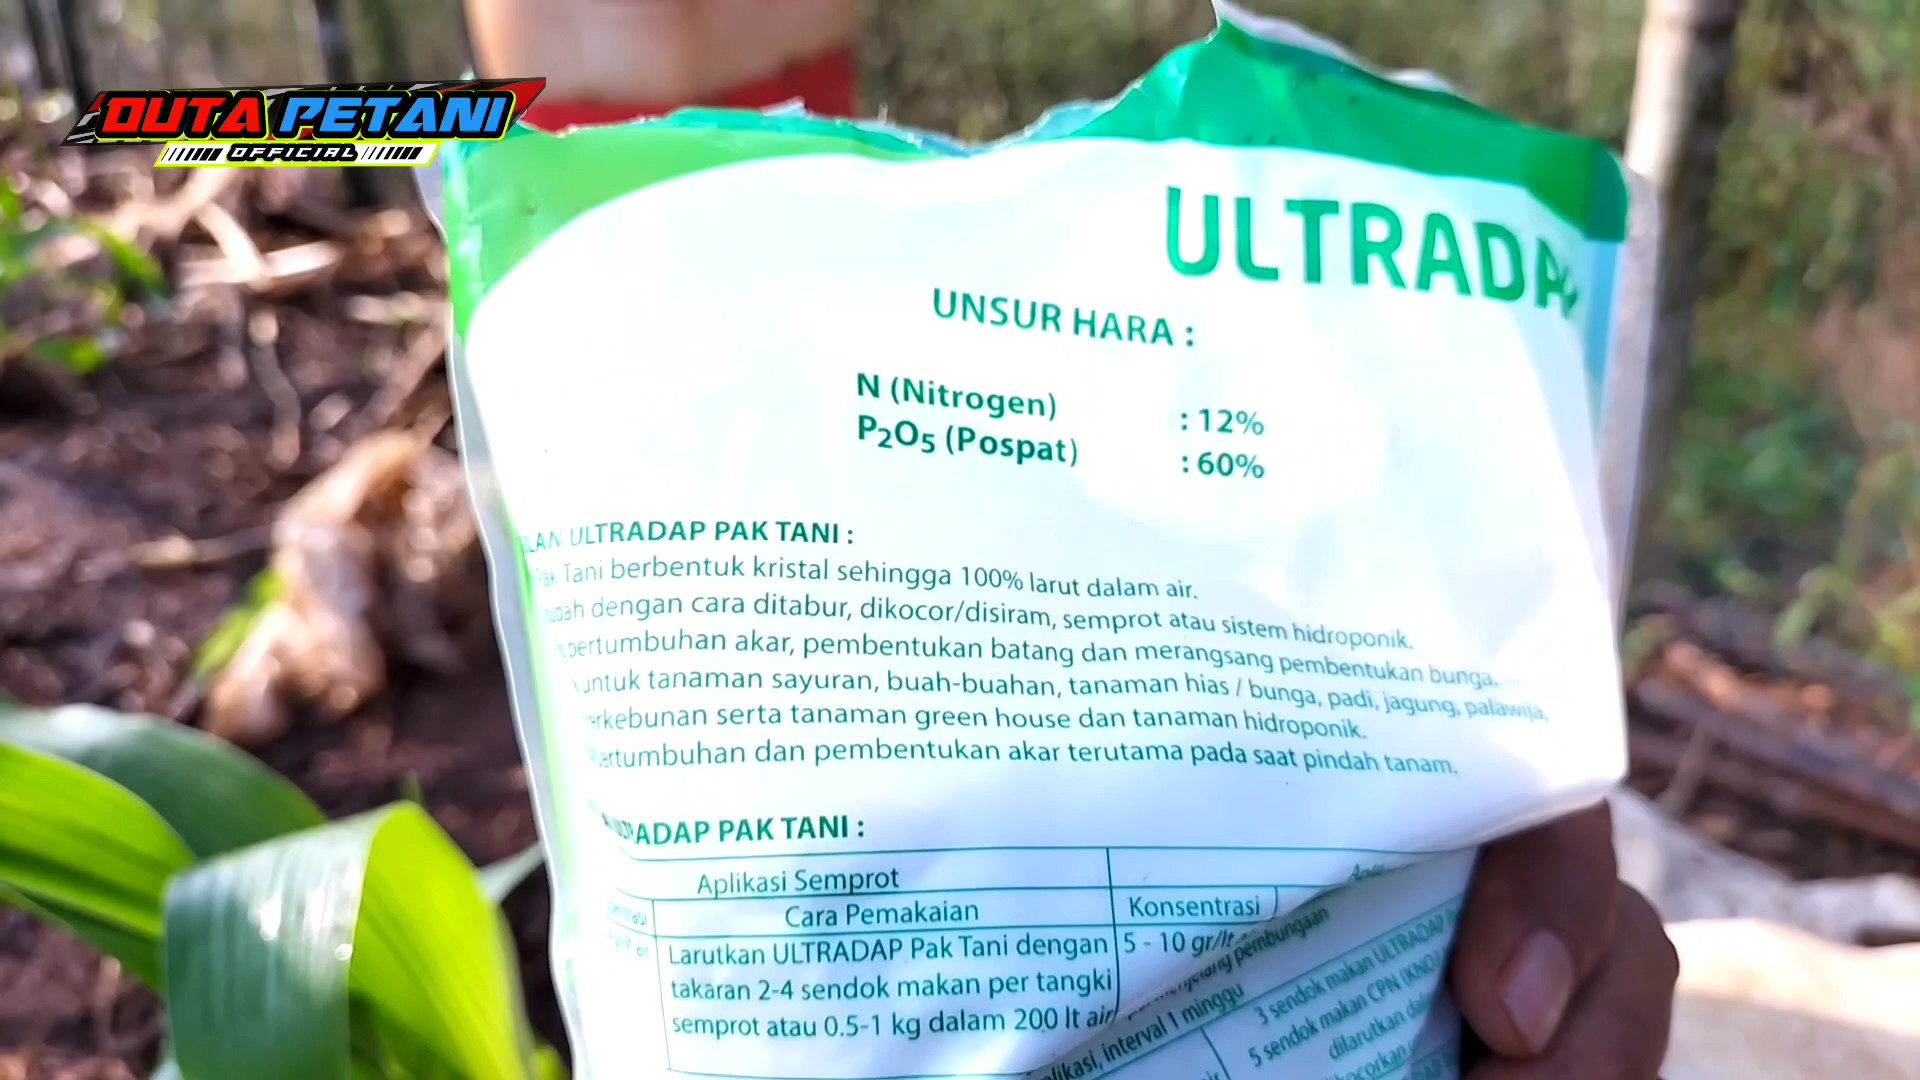 DUTA PETANI
OFFICIAL
ULTRADAP
UNSUR HARA :
N (Nitrogen) : 12%
P2O5 (Pospat) : 60%
ULTRADAP PAK TANI :
Pak Tani berbentuk kristal sehingga 100% larut dalam air.
dengan cara ditabur, dikocor/disiram, semprot atau sistem hidroponik.
pertumbuhan akar, pembentukan batang dan merangsang pembentukan bunga.
untuk tanaman sayuran, buah-buahan, tanaman hias / bunga, padi, jagung, palawija,
serta tanaman green house dan tanaman hidroponik.
dan pembentukan akar terutama pada saat pindah tanam.
PAK TANI :
Aplikasi Semprot
Cara Pemakaian Konsentrasi
Larutkan ULTRADAP Pak Tani dengan 5 - 10 gr/lt
takaran 2-4 sendok makan per tangki
semprot atau 0.5-1 kg dalam 200 lt air
pembungaan
interval 1 minggu
3 sendok makan ULTRADAP
5 sendok makan CPN (KNO
dilarutkan